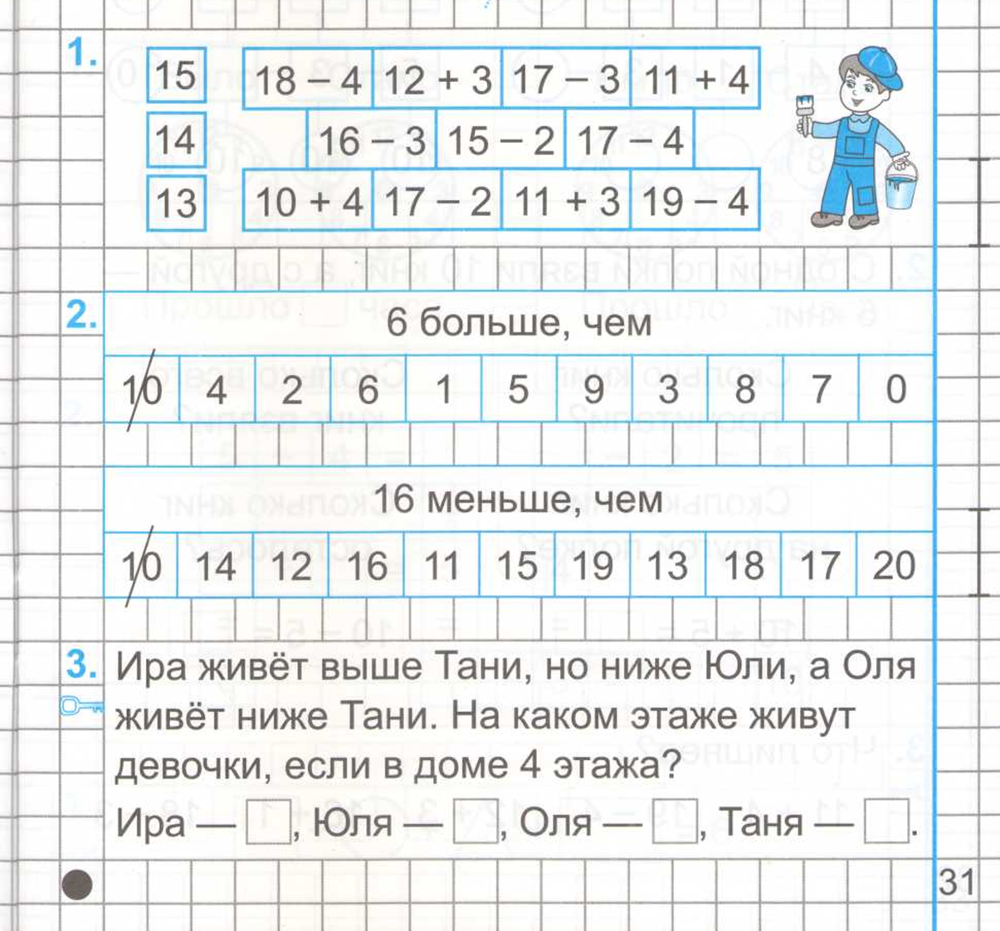 1.
15 18 – 4 12 + 3 17 – 3 11 + 4
14 16 – 3 15 – 2 17 – 4
13 10 + 4 17 – 2 11 + 3 19 – 4
2. 6 больше, чем
10 4 2 6 1 5 9 3 8 7 0
16 меньше, чем
10 14 12 16 11 15 19 13 18 17 20
3. Ира живёт выше Тани, но ниже Юли, а Оля
живёт ниже Тани. На каком этаже живут
девочки, если в доме 4 этажа?
Ира — , Юля — , Оля — , Таня — .
31